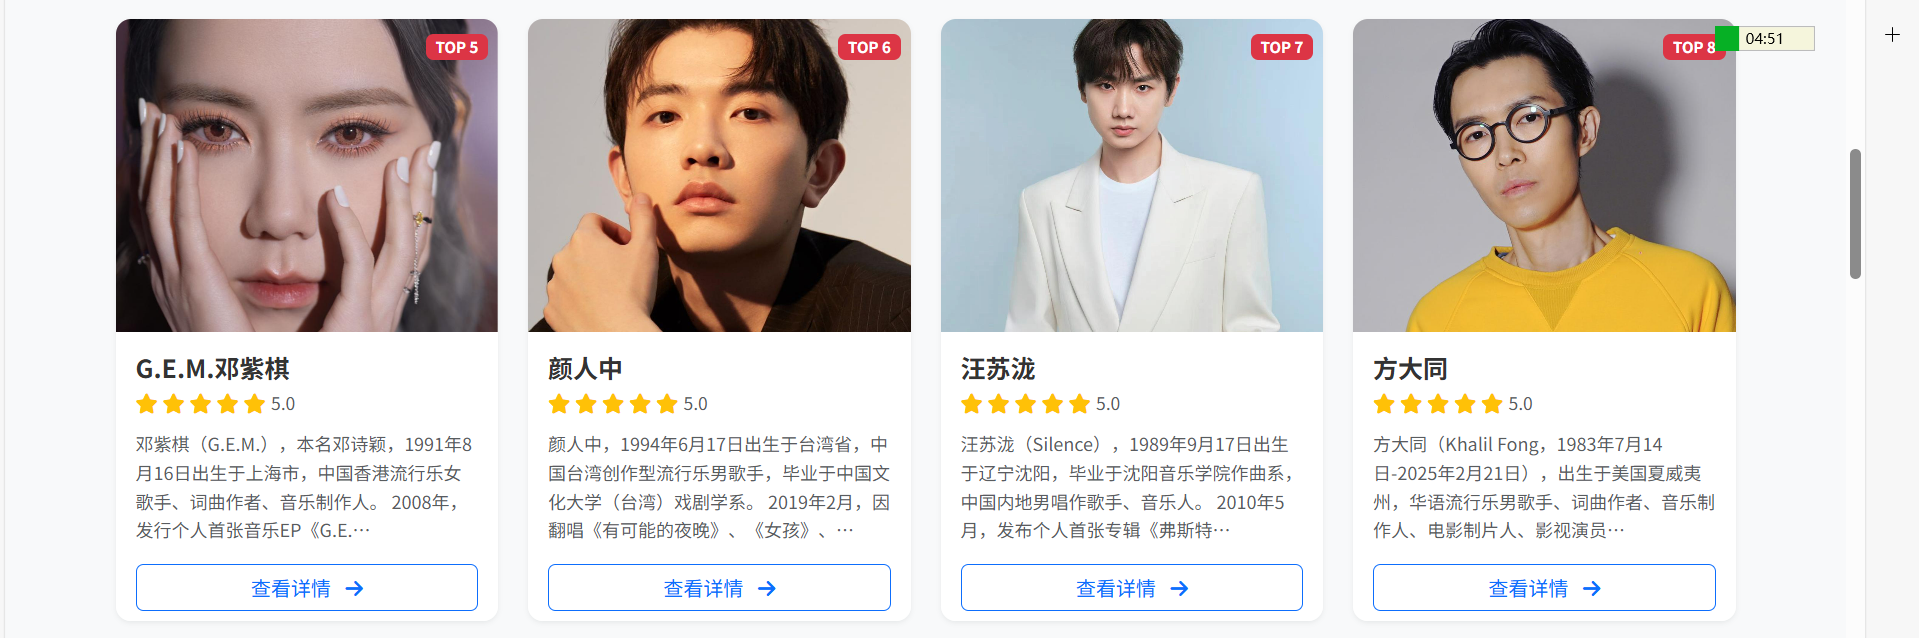 TOP 5
G.E.M.邓紫棋
5.0
邓紫棋（G.E.M.），本名邓诗颖，1991年8
月16日出生于上海市，中国香港流行乐女
歌手、词曲作者、音乐制作人。 2008年，
发行个人首张音乐EP《G.E.…
查看详情 →
TOP 6
颜人中
5.0
颜人中，1994年6月17日出生于台湾省，中
国台湾创作型流行乐男歌手，毕业于中国文
化大学（台湾）戏剧学系。 2019年2月，因
翻唱《有可能的夜晚》、《女孩》、…
查看详情 →
TOP 7
汪苏泷
5.0
汪苏泷（Silence），1989年9月17日出生
于辽宁沈阳，毕业于沈阳音乐学院作曲系，
中国内地男唱作歌手、音乐人。 2010年5
月，发布个人首张专辑《弗斯特…
查看详情 →
TOP 8
04:51
方大同
5.0
方大同（Khalil Fong，1983年7月14
日-2025年2月21日），出生于美国夏威夷
州，华语流行乐男歌手、词曲作者、音乐制
作人、电影制片人、影视演员…
查看详情 →